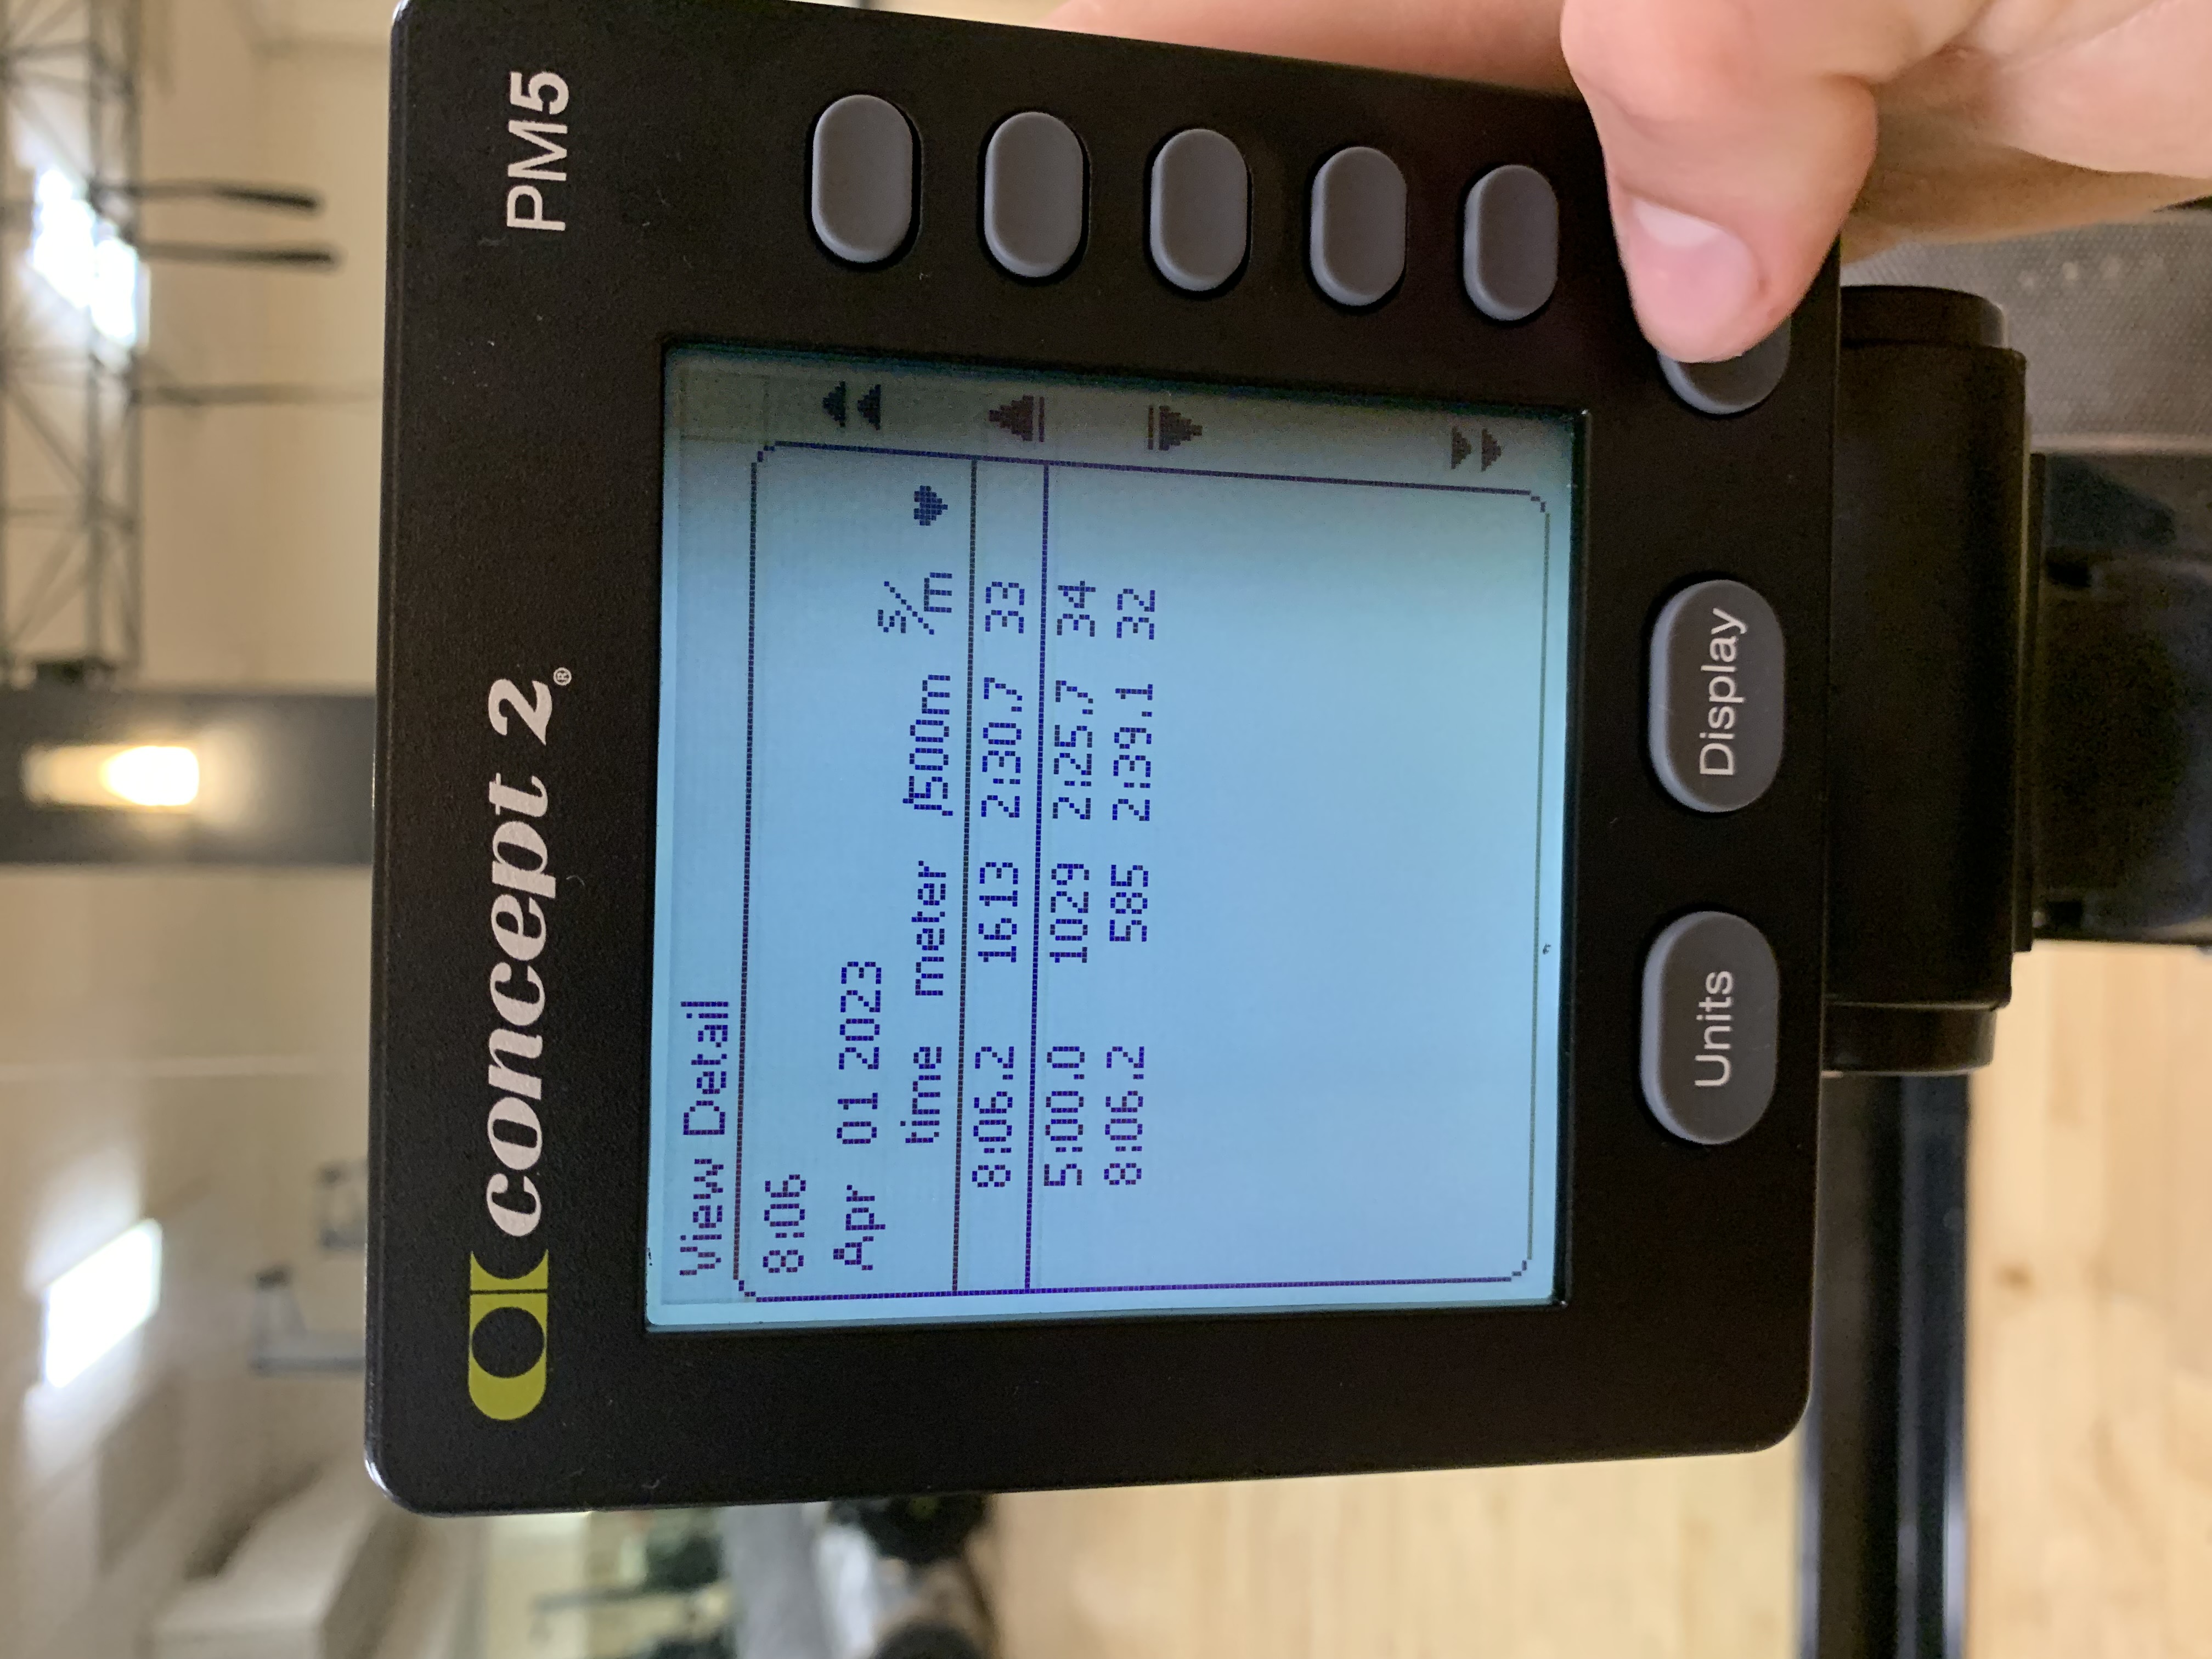 concept 2®
PM5
View Detail
8:06
Apr 01 2023
time meter /500m s/m
8:06.2 1613 2:30.7 33
5:00.0 1029 2:25.7 34
8:06.2 585 2:39.1 32
Units Display